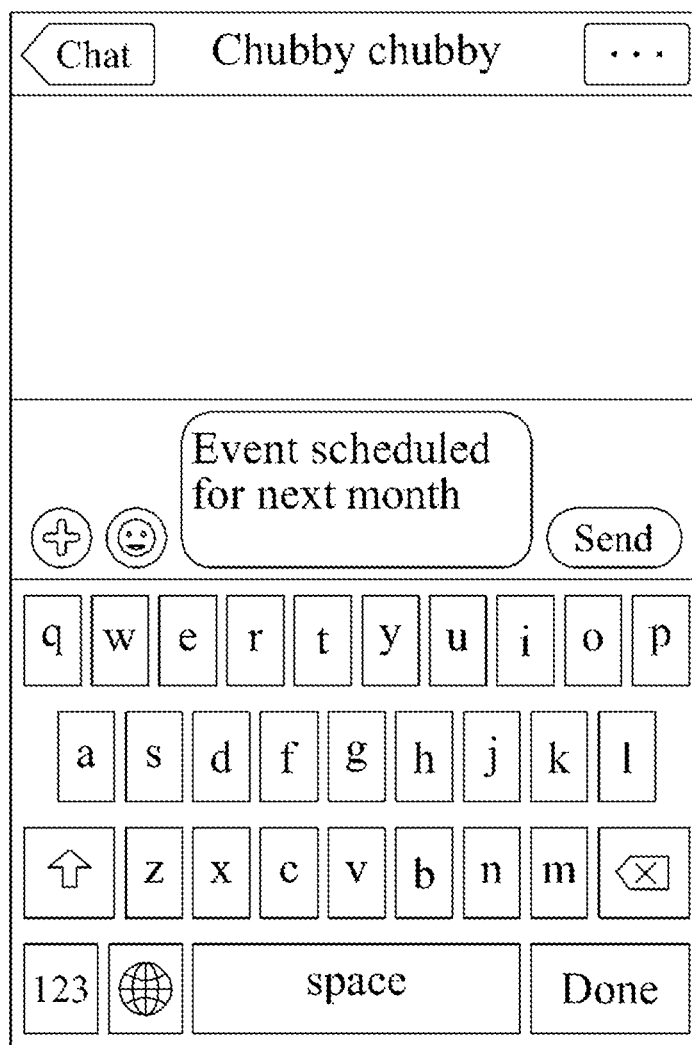 Chat Chubby chubby ...
Event scheduled
for next month
Send
q w e r t y u i o p
a s d f g h j k l
z x c v b n m
123 space Done